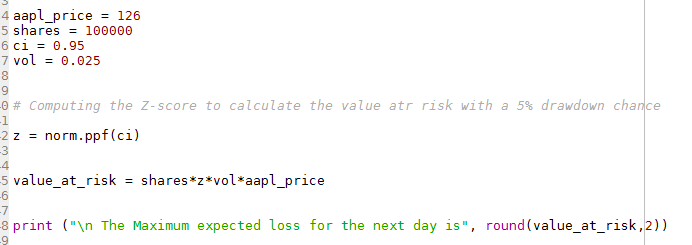 3
4 aapl_price = 126
5 shares = 100000
6 ci = 0.95
7 vol = 0.025
8
9
0 # Computing the Z-score to calculate the value atr risk with a 5% drawdown chance
1
2 z = norm.ppf(ci)
3
4
5 value_at_risk = shares*z*vol*aapl_price
6
7
8 print ("\n The Maximum expected loss for the next day is", round(value_at_risk,2))
9